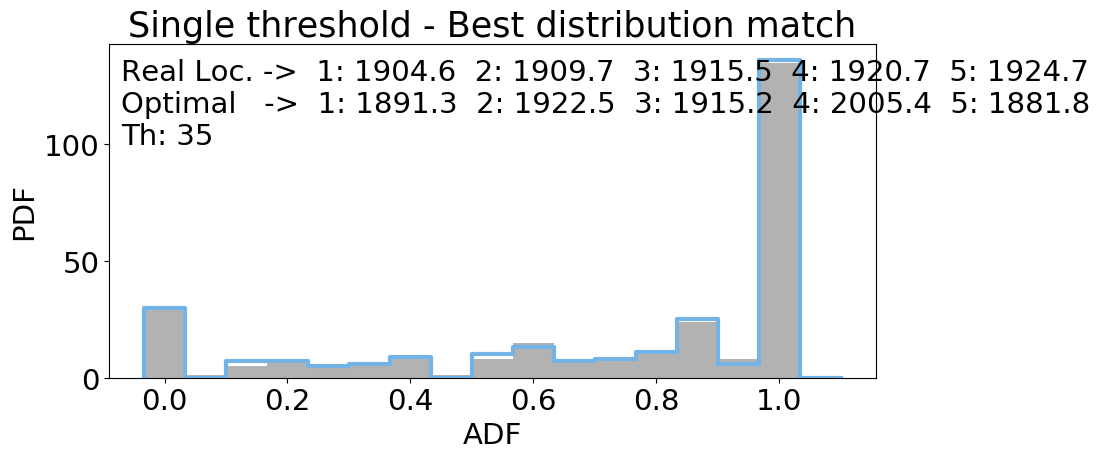 Single threshold - Best distribution match
Real Loc. -> 1: 1904.6 2: 1909.7 3: 1915.5 4: 1920.7 5: 1924.7
Optimal -> 1: 1891.3 2: 1922.5 3: 1915.2 4: 2005.4 5: 1881.8
Th: 35
100
50
0
PDF
0.0 0.2 0.4 0.6 0.8 1.0
ADF